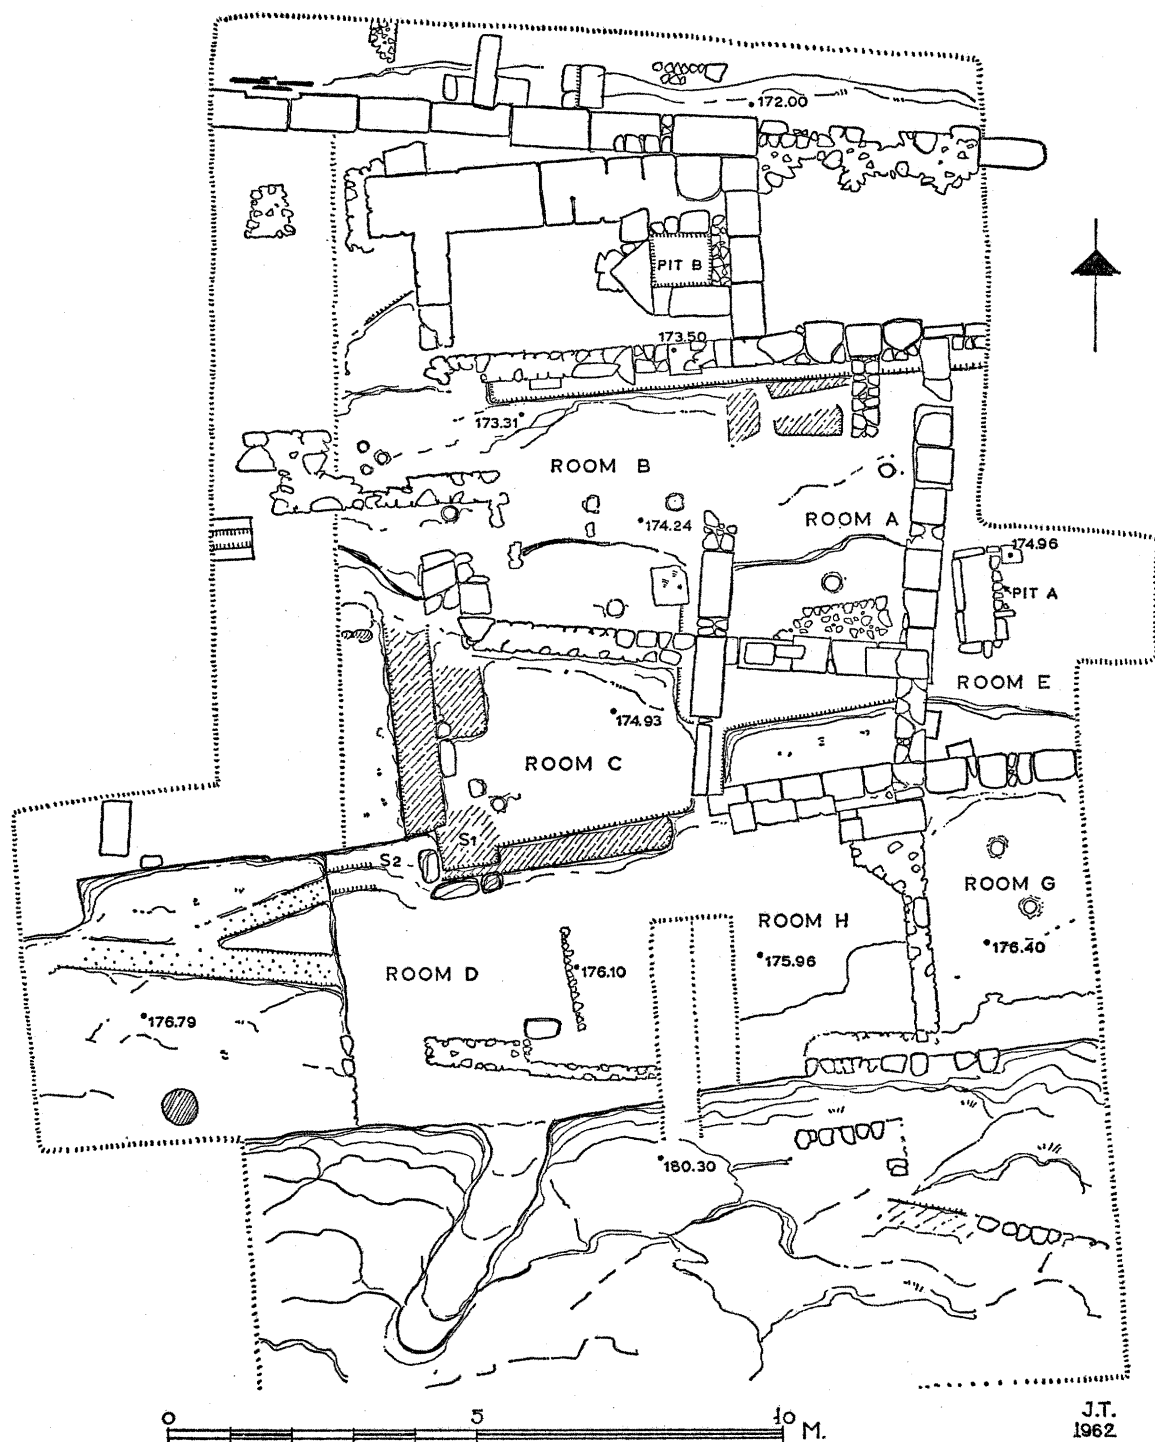 172.00
PIT B
173.50
173.31
ROOM B
174.24
ROOM A
174.96
PIT A
ROOM E
174.93
ROOM C
S1
S2
ROOM G
ROOM H
176.40
175.96
ROOM D
176.10
176.79
180.30
0 5 10 M.
J.T.
1962